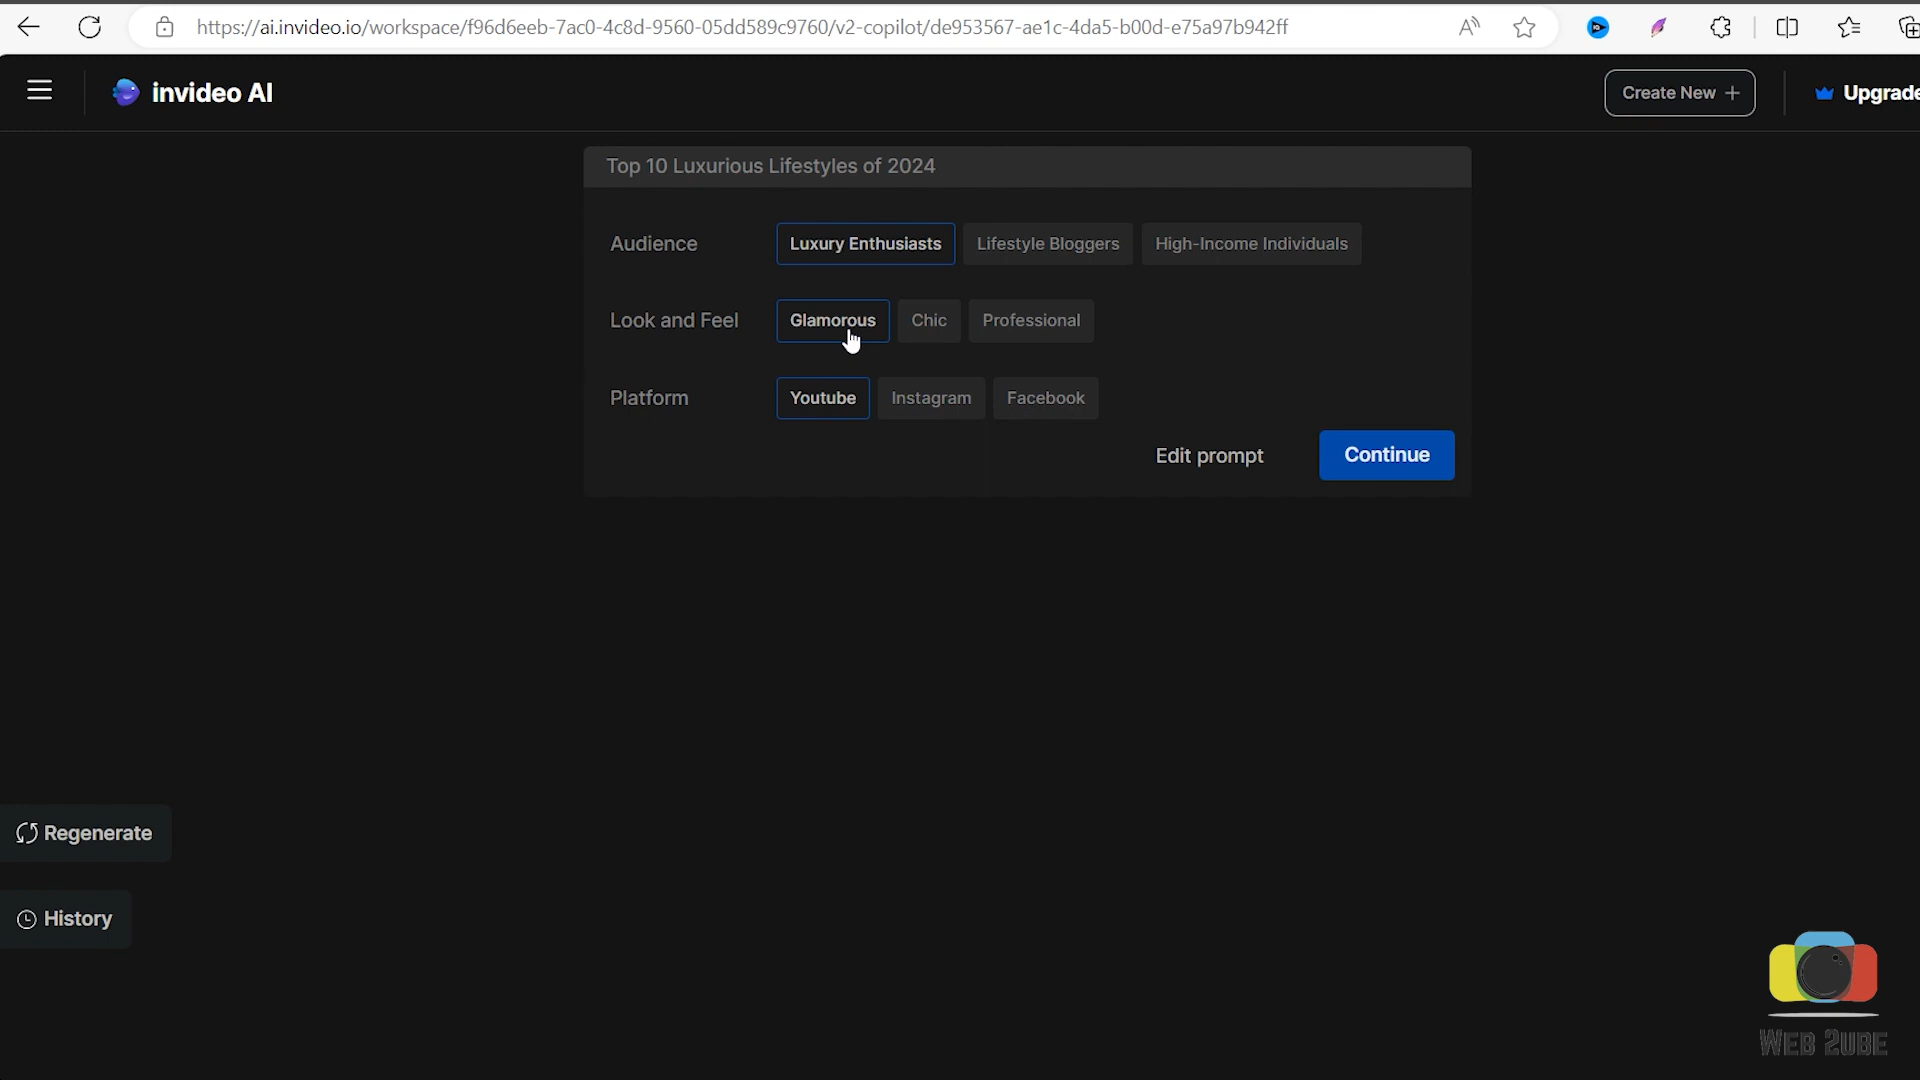 https://ai.invideo.io/workspace/f96d6eeb-7ac0-4c8d-9560-05dd589c9760/v2-copilot/de953567-ae1c-4da5-b00d-e75a97b942ff
invideo AI
Create New +
Upgrade
Top 10 Luxurious Lifestyles of 2024
Audience Luxury Enthusiasts Lifestyle Bloggers High-Income Individuals
Look and Feel Glamorous Chic Professional
Platform Youtube Instagram Facebook
Edit prompt Continue
Regenerate
History
WEB 2UBE